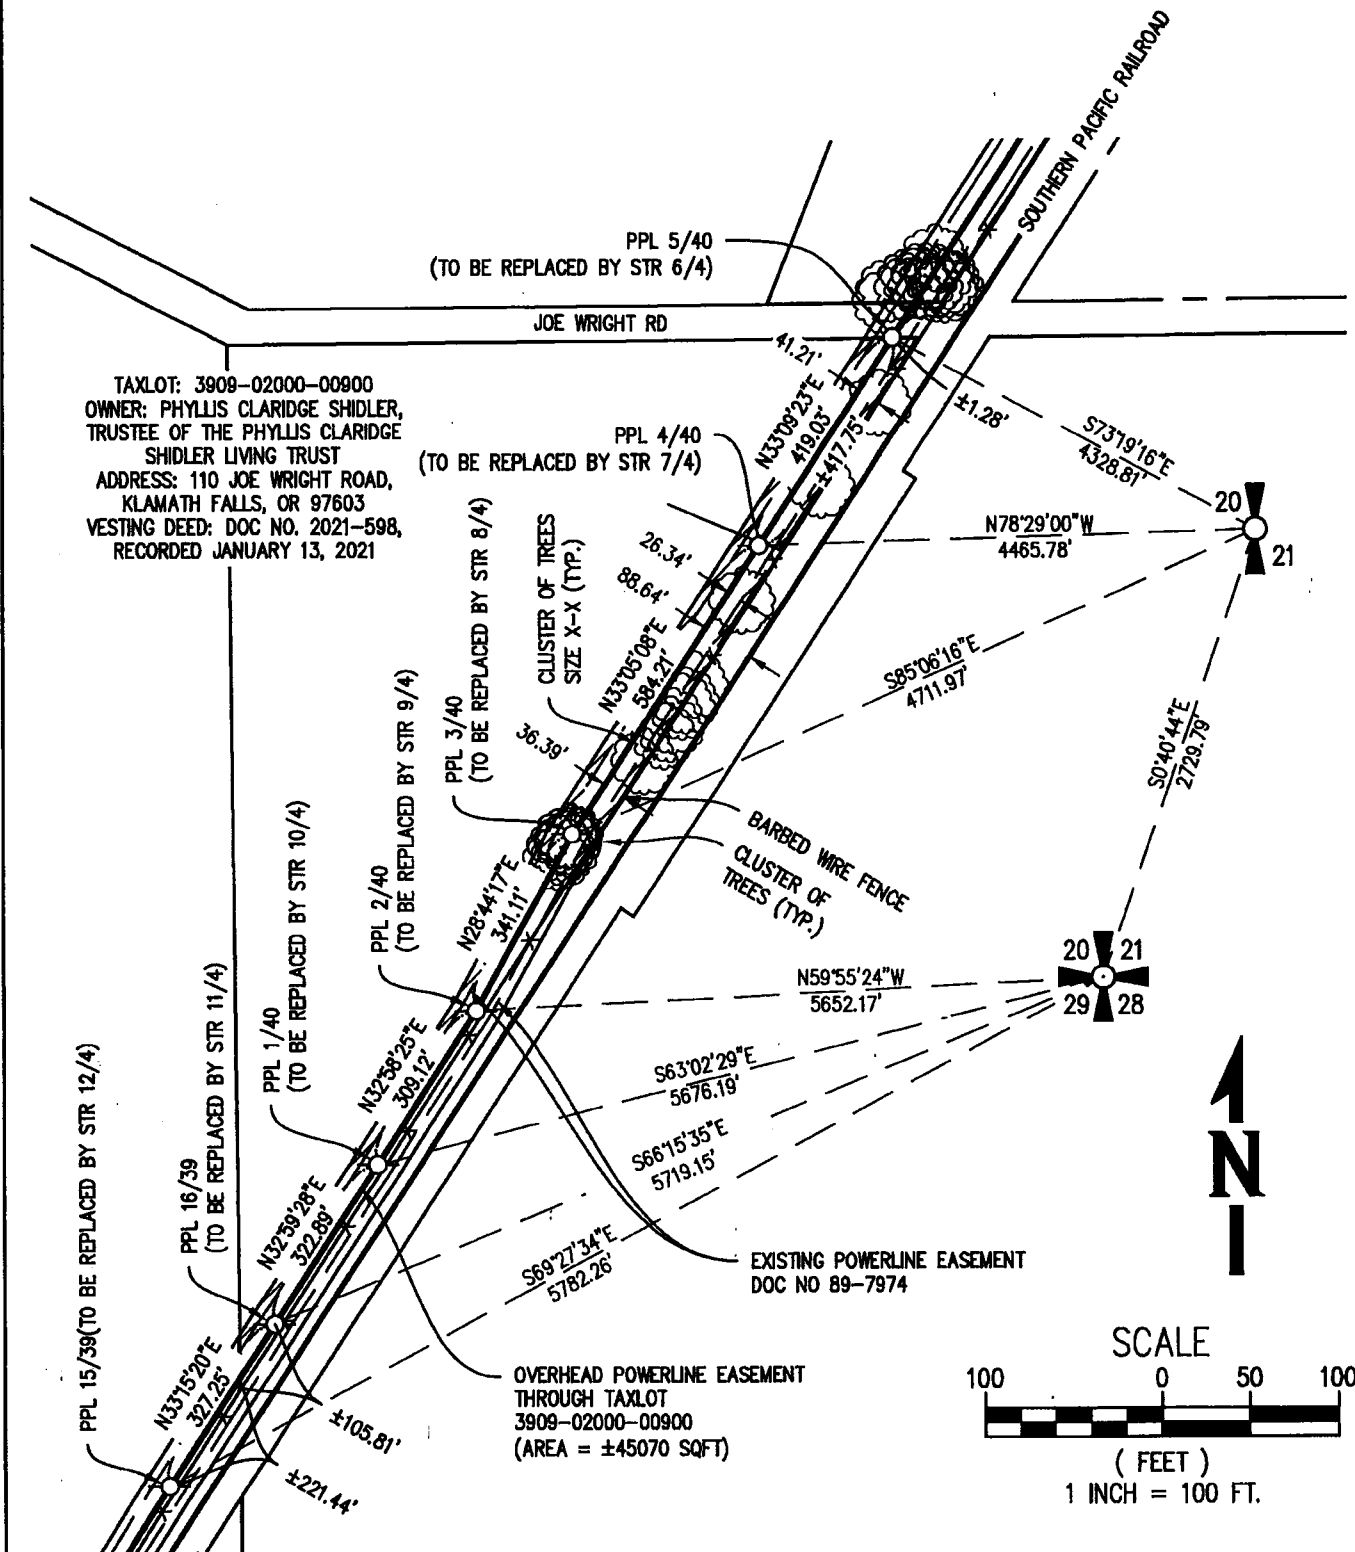 SOUTHERN PACIFIC RAILROAD
PPL 5/40
(TO BE REPLACED BY STR 6/4)
JOE WRIGHT RD
TAXLOT: 3909-02000-00900
OWNER: PHYLLIS CLARIDGE SHIDLER,
TRUSTEE OF THE PHYLLIS CLARIDGE
SHIDLER LIVING TRUST
ADDRESS: 110 JOE WRIGHT ROAD,
KLAMATH FALLS, OR 97603
VESTING DEED: DOC NO. 2021-598,
RECORDED JANUARY 13, 2021
41.21'
N33°09'23"E
419.03'
±417.75'
±1.28'
S73°19'16"E
4328.81'
PPL 4/40
(TO BE REPLACED BY STR 7/4)
20
21
N78°29'00"W
4465.78'
26.34'
88.64'
CLUSTER OF TREES
SIZE X-X (TYP.)
PPL 3/40
(TO BE REPLACED BY STR 8/4)
N33°05'08"E
584.21'
S85°06'16"E
4711.97'
S0°40'44"E
2729.79'
36.39'
PPL 2/40
(TO BE REPLACED BY STR 9/4)
BARBED WIRE FENCE
CLUSTER OF
TREES (TYP.)
N28°44'17"E
341.11'
PPL 1/40
(TO BE REPLACED BY STR 10/4)
20
21
29
28
N59°55'24"W
5652.17'
N32°58'25"E
309.12'
S63°02'29"E
5676.19'
PPL 16/39
(TO BE REPLACED BY STR 11/4)
S66°15'35"E
5719.15'
N32°59'28"E
322.89'
S69°27'34"E
5782.26'
PPL 15/39(TO BE REPLACED BY STR 12/4)
N33°15'20"E
327.25'
EXISTING POWERLINE EASEMENT
DOC NO 89-7974
OVERHEAD POWERLINE EASEMENT
THROUGH TAXLOT
3909-02000-00900
(AREA = ±45070 SQFT)
±105.81'
±221.44'
N
SCALE
100 0 50 100
( FEET )
1 INCH = 100 FT.